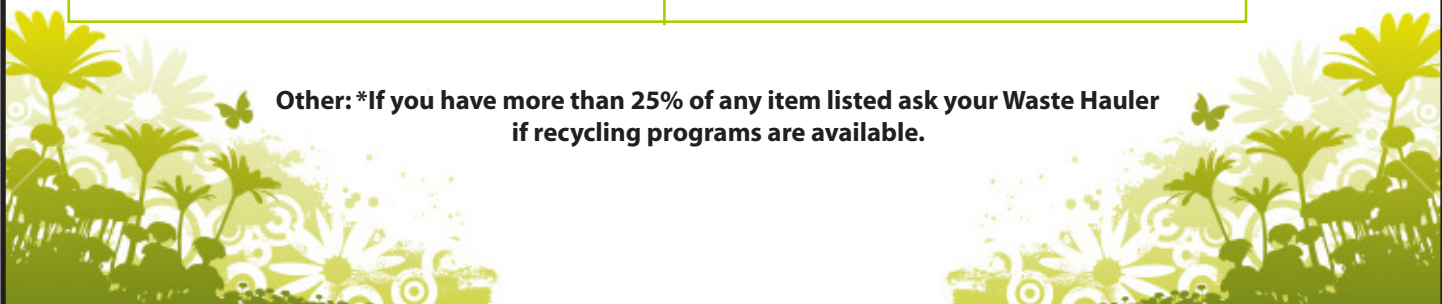 Other: *If you have more than 25% of any item listed ask your Waste Hauler
if recycling programs are available.